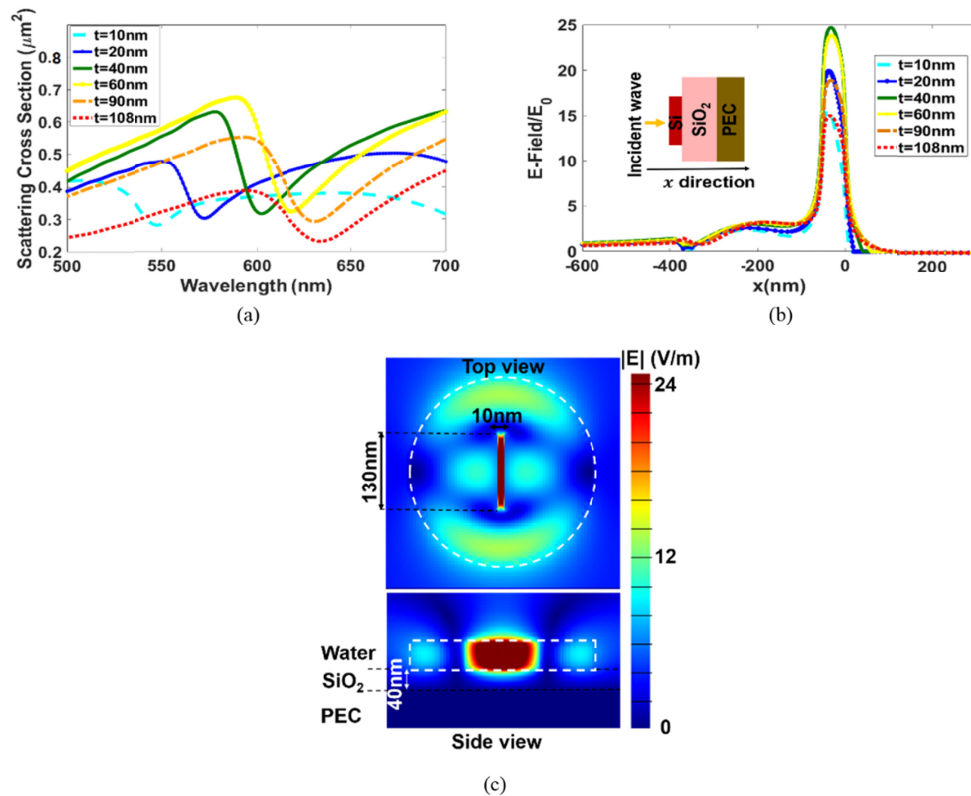 Scattering Cross Section (μm²)
0.9
0.8
0.7
0.6
0.5
0.4
0.3
0.2
t=10nm
t=20nm
t=40nm
t=60nm
t=90nm
t=108nm
500
550
600
650
700
Wavelength (nm)
(a)
E-Field/E₀
25
20
15
10
5
0
Incident wave
Si
SiO₂
PEC
x direction
t=10nm
t=20nm
t=40nm
t=60nm
t=90nm
t=108nm
-600
-400
-200
0
200
x(nm)
(b)
|E| (V/m)
Top view
24
10nm
130nm
12
Water
SiO₂
40nm
PEC
0
Side view
(c)